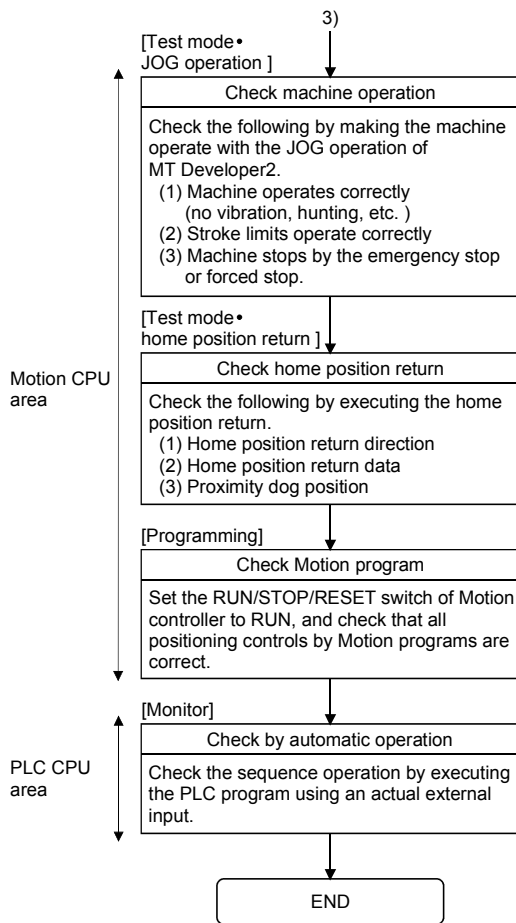 3)
[Test mode•
JOG operation ]
Check machine operation
Check the following by making the machine
operate with the JOG operation of
MT Developer2.
(1) Machine operates correctly
(no vibration, hunting, etc. )
(2) Stroke limits operate correctly
(3) Machine stops by the emergency stop
or forced stop.
[Test mode•
home position return ]
Check home position return
Check the following by executing the home
position return.
(1) Home position return direction
(2) Home position return data
(3) Proximity dog position
Motion CPU
area
[Programming]
Check Motion program
Set the RUN/STOP/RESET switch of Motion
controller to RUN, and check that all
positioning controls by Motion programs are
correct.
[Monitor]
Check by automatic operation
Check the sequence operation by executing
the PLC program using an actual external
input.
PLC CPU
area
END